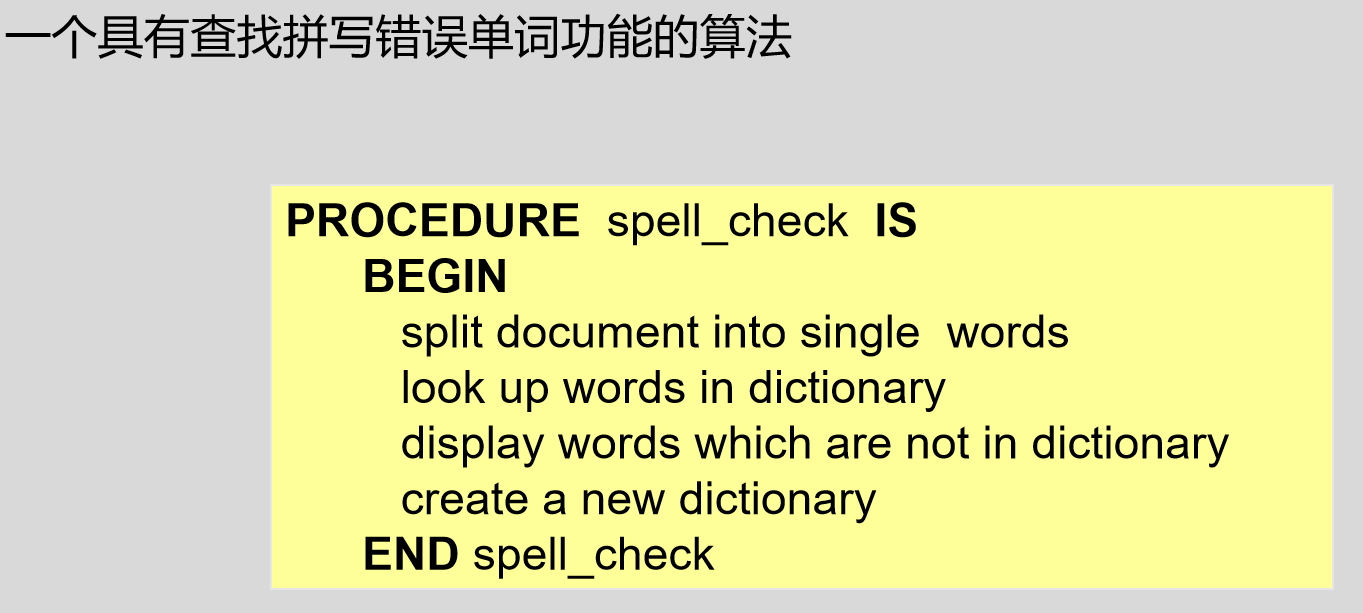 一个具有查找拼写错误单词功能的算法
PROCEDURE spell_check IS
BEGIN
split document into single words
look up words in dictionary
display words which are not in dictionary
create a new dictionary
END spell_check